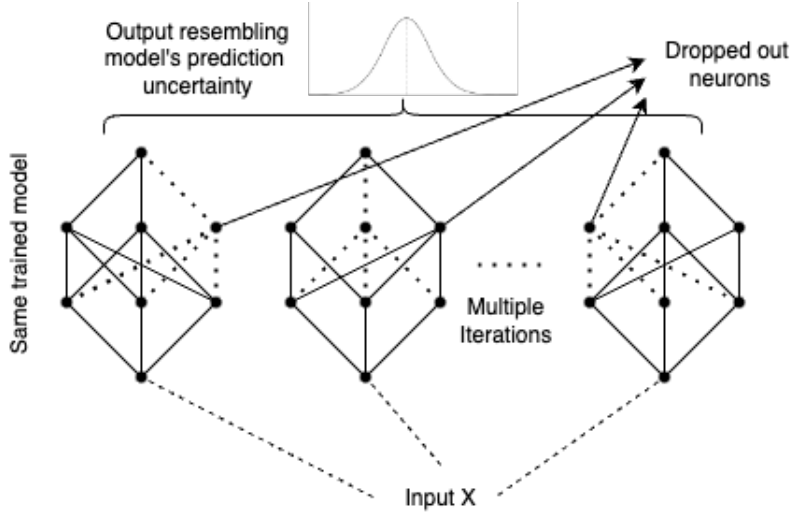 Output resembling
model's prediction
uncertainty
Dropped out
neurons
Same trained model
Multiple
Iterations
Input X